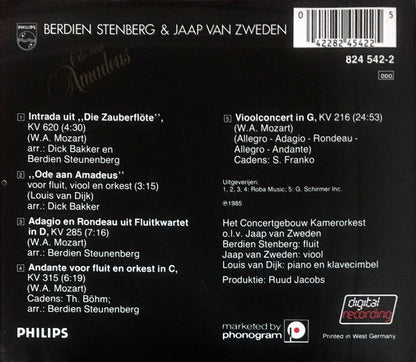 PHILIPS
BERDIEN STENBERG & JAAP VAN ZWEDEN
Ode aan
Amadeus
0
42282 45422
5
824 542-2
DDD
1 Intrada uit ,,Die Zauberflöte",
KV 620 (4:30)
(W.A. Mozart)
arr.: Dick Bakker en
Berdien Steunenberg
2 ,,Ode aan Amadeus"
voor fluit, viool en orkest (3:15)
(Louis van Dijk)
arr.: Dick Bakker
3 Adagio en Rondeau uit Fluitkwartet
in D, KV 285 (7:16)
(W.A. Mozart)
arr.: Berdien Steunenberg
4 Andante voor fluit en orkest in C,
KV 315 (6:19)
(W.A. Mozart)
Cadens: Th. Böhm;
arr.: Berdien Steunenberg
5 Vioolconcert in G, KV 216 (24:53)
(W.A. Mozart)
(Allegro - Adagio - Rondeau -
Allegro - Andante)
Cadens: S. Franko
Uitgeverijen:
1, 2, 3, 4: Roba Music; 5: G. Schirmer Inc.
℗1985
Het Concertgebouw Kamerorkest
o.l.v. Jaap van Zweden
Berdien Stenberg: fluit
Jaap van Zweden: viool
Louis van Dijk: piano en klavecimbel
Produktie: Ruud Jacobs
PHILIPS
marketed by
phonogram
digital
recording
Printed in West Germany